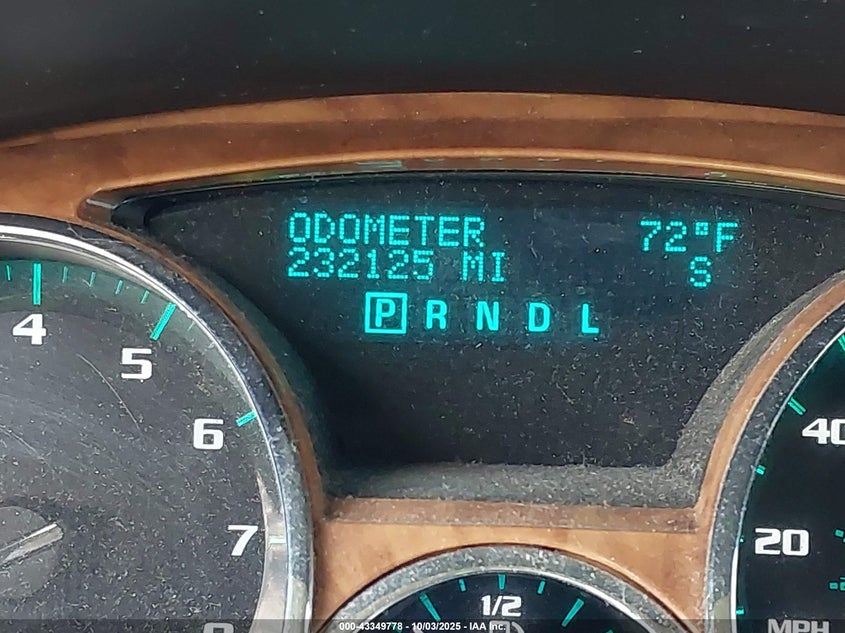 ODOMETER 72°F
232125 MI S
P R N D L
4
5
6
7
40
20
1/2
MPH
000-43349778 - 10/03/2025 - IAA Inc.